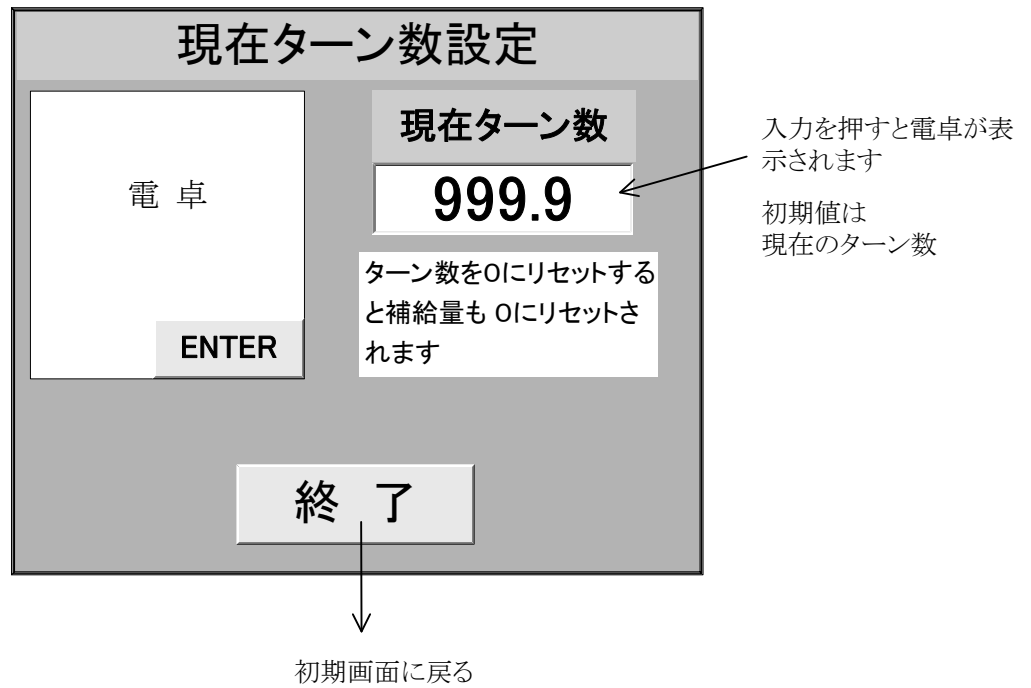 現在ターン数設定
電 卓
ENTER
現在ターン数
999.9
ターン数を0にリセットする
と補給量も 0にリセットさ
れます
終 了
入力を押すと電卓が表
示されます
初期値は
現在のターン数
初期画面に戻る